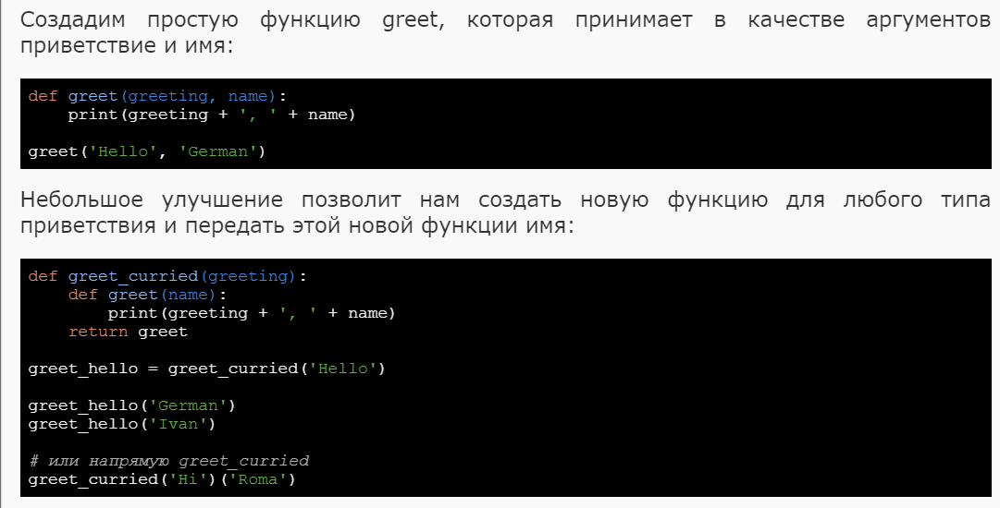 Создадим простую функцию greet, которая принимает в качестве аргументов
приветствие и имя:
def greet(greeting, name):
    print(greeting + ', ' + name)
greet('Hello', 'German')
Небольшое улучшение позволит нам создать новую функцию для любого типа
приветствия и передать этой новой функции имя:
def greet_curried(greeting):
    def greet(name):
        print(greeting + ', ' + name)
    return greet
greet_hello = greet_curried('Hello')
greet_hello('German')
greet_hello('Ivan')
# или напрямую greet_curried
greet_curried('Hi')('Roma')